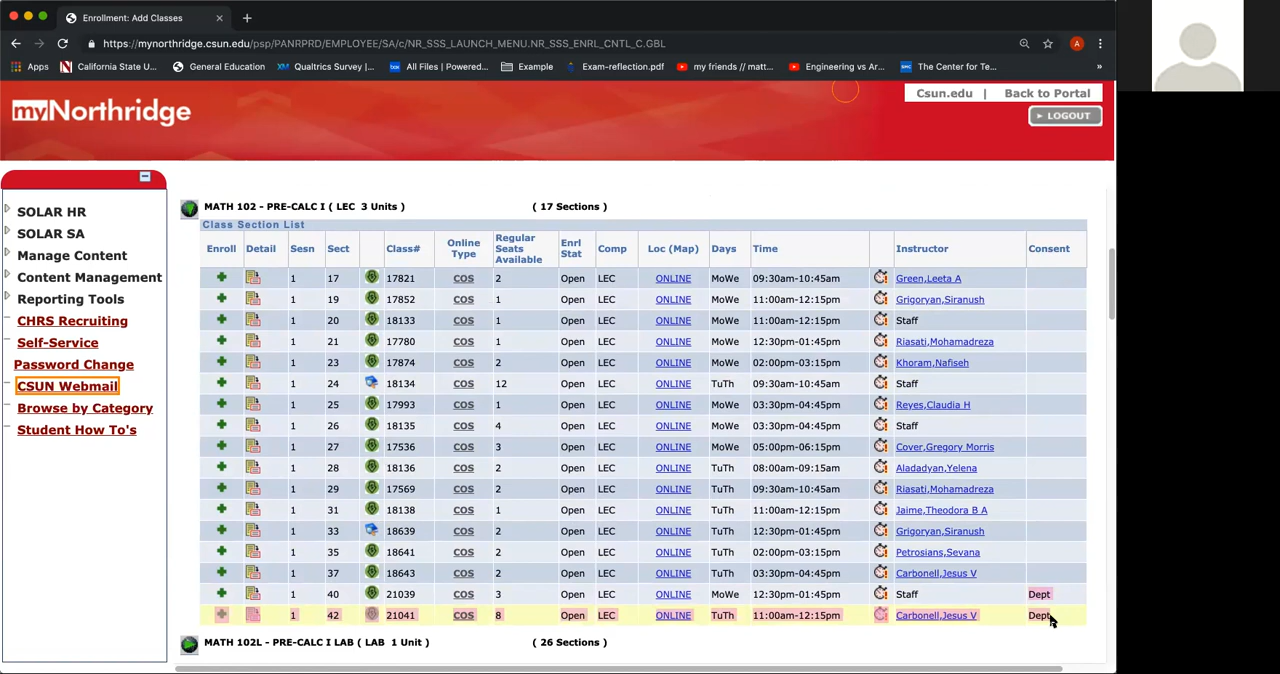 Enrollment: Add Classes
https://mynorthridge.csun.edu/psp/PANRPRD/EMPLOYEE/SA/c/NR_SSS_LAUNCH_MENU.NR_SSS_ENRL_CNTL_C.GBL
A
Apps California State U... General Education Qualtrics Survey |... All Files | Powered... Example Exam-reflection.pdf my friends // matt... Engineering vs Ar... The Center for Te... »
Csun.edu | Back to Portal
myNorthridge
LOGOUT
SOLAR HR
SOLAR SA
Manage Content
Content Management
Reporting Tools
CHRS Recruiting
Self-Service
Password Change
CSUN Webmail
Browse by Category
Student How To's
MATH 102 - PRE-CALC I ( LEC 3 Units ) ( 17 Sections )
Class Section List
Enroll Detail Sesn Sect Class# Online Type Regular Seats Available Enrl Stat Comp Loc (Map) Days Time Instructor Consent
1 17 17821 COS 2 Open LEC ONLINE MoWe 09:30am-10:45am Green,Leeta A
1 19 17852 COS 1 Open LEC ONLINE MoWe 11:00am-12:15pm Grigoryan,Siranush
1 20 18133 COS 1 Open LEC ONLINE MoWe 11:00am-12:15pm Staff
1 21 17780 COS 1 Open LEC ONLINE MoWe 12:30pm-01:45pm Riasati,Mohamadreza
1 23 17874 COS 2 Open LEC ONLINE MoWe 02:00pm-03:15pm Khoram,Nafiseh
1 24 18134 COS 12 Open LEC ONLINE TuTh 09:30am-10:45am Staff
1 25 17993 COS 1 Open LEC ONLINE MoWe 03:30pm-04:45pm Reyes,Claudia H
1 26 18135 COS 4 Open LEC ONLINE MoWe 03:30pm-04:45pm Staff
1 27 17536 COS 3 Open LEC ONLINE MoWe 05:00pm-06:15pm Cover,Gregory Morris
1 28 18136 COS 2 Open LEC ONLINE TuTh 08:00am-09:15am Aladadyan,Yelena
1 29 17569 COS 2 Open LEC ONLINE TuTh 09:30am-10:45am Riasati,Mohamadreza
1 31 18138 COS 1 Open LEC ONLINE TuTh 11:00am-12:15pm Jaime,Theodora B A
1 33 18639 COS 2 Open LEC ONLINE TuTh 12:30pm-01:45pm Grigoryan,Siranush
1 35 18641 COS 2 Open LEC ONLINE TuTh 02:00pm-03:15pm Petrosians,Sevana
1 37 18643 COS 2 Open LEC ONLINE TuTh 03:30pm-04:45pm Carbonell,Jesus V
1 40 21039 COS 3 Open LEC ONLINE MoWe 12:30pm-01:45pm Staff Dept
1 42 21041 COS 8 Open LEC ONLINE TuTh 11:00am-12:15pm Carbonell,Jesus V Dept
MATH 102L - PRE-CALC I LAB ( LAB 1 Unit ) ( 26 Sections )